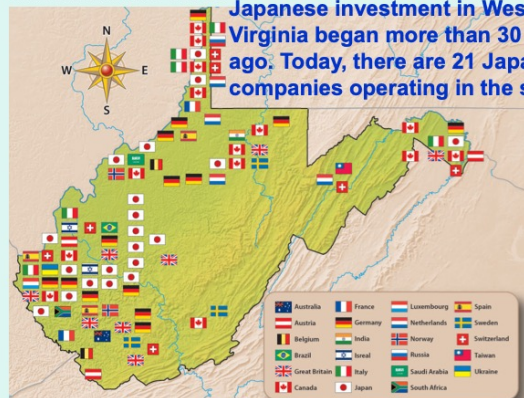 Japanese investment in Wes
Virginia began more than 30
ago. Today, there are 21 Japa
companies operating in the s
N
W E
S
Australia France Luxembourg Spain
Austria Germany Netherlands Sweden
Belgium India Norway Switzerland
Brazil Isreal Russia Taiwan
Great Britain Italy Saudi Arabia Ukraine
Canada Japan South Africa